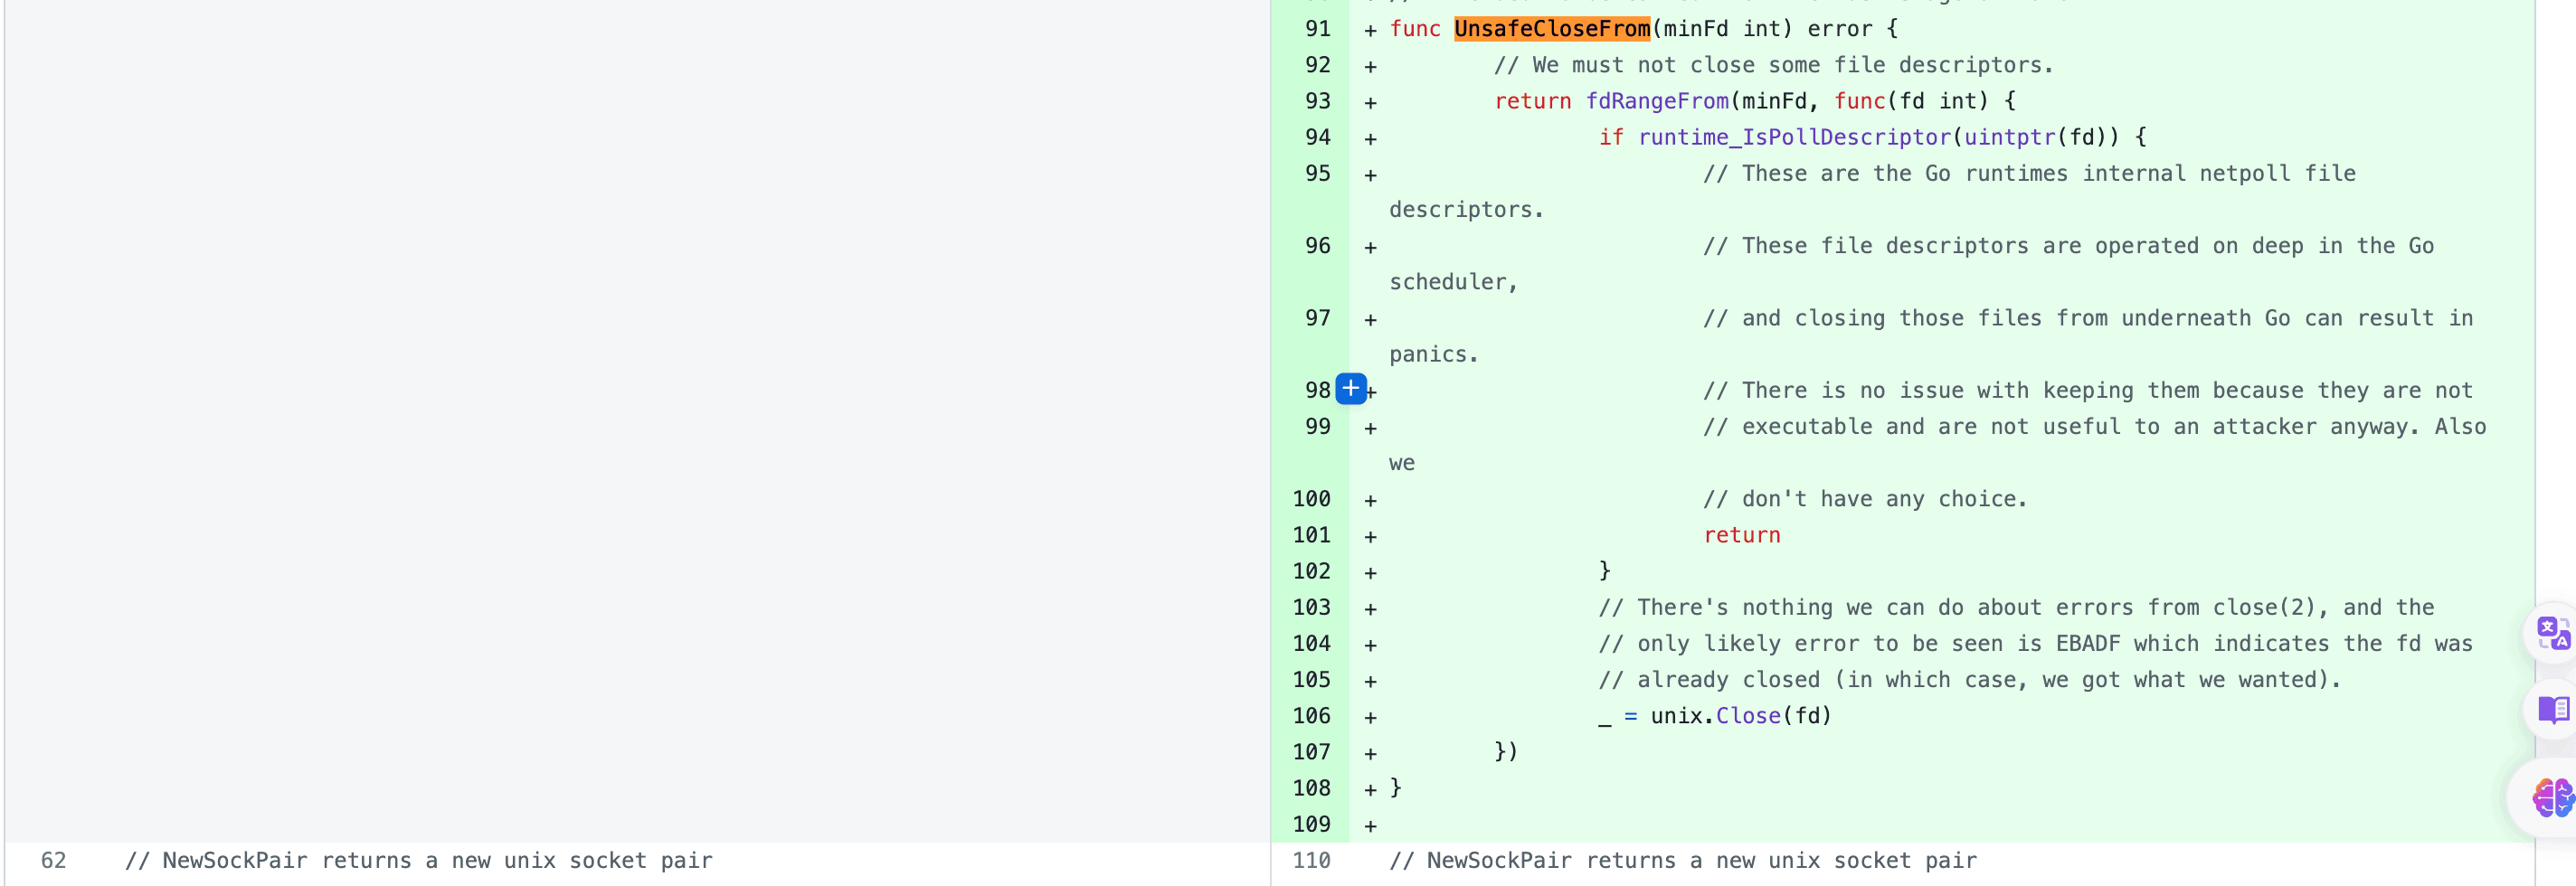 91 + func UnsafeCloseFrom(minFd int) error {
92 + // We must not close some file descriptors.
93 + return fdRangeFrom(minFd, func(fd int) {
94 + if runtime_IsPollDescriptor(uintptr(fd)) {
95 + // These are the Go runtimes internal netpoll file
descriptors.
96 + // These file descriptors are operated on deep in the Go
scheduler,
97 + // and closing those files from underneath Go can result in
panics.
98 + // There is no issue with keeping them because they are not
99 + // executable and are not useful to an attacker anyway. Also
we
100 + // don't have any choice.
101 + return
102 + }
103 + // There's nothing we can do about errors from close(2), and the
104 + // only likely error to be seen is EBADF which indicates the fd was
105 + // already closed (in which case, we got what we wanted).
106 + _ = unix.Close(fd)
107 + })
108 + }
109 +
62 // NewSockPair returns a new unix socket pair
110 // NewSockPair returns a new unix socket pair